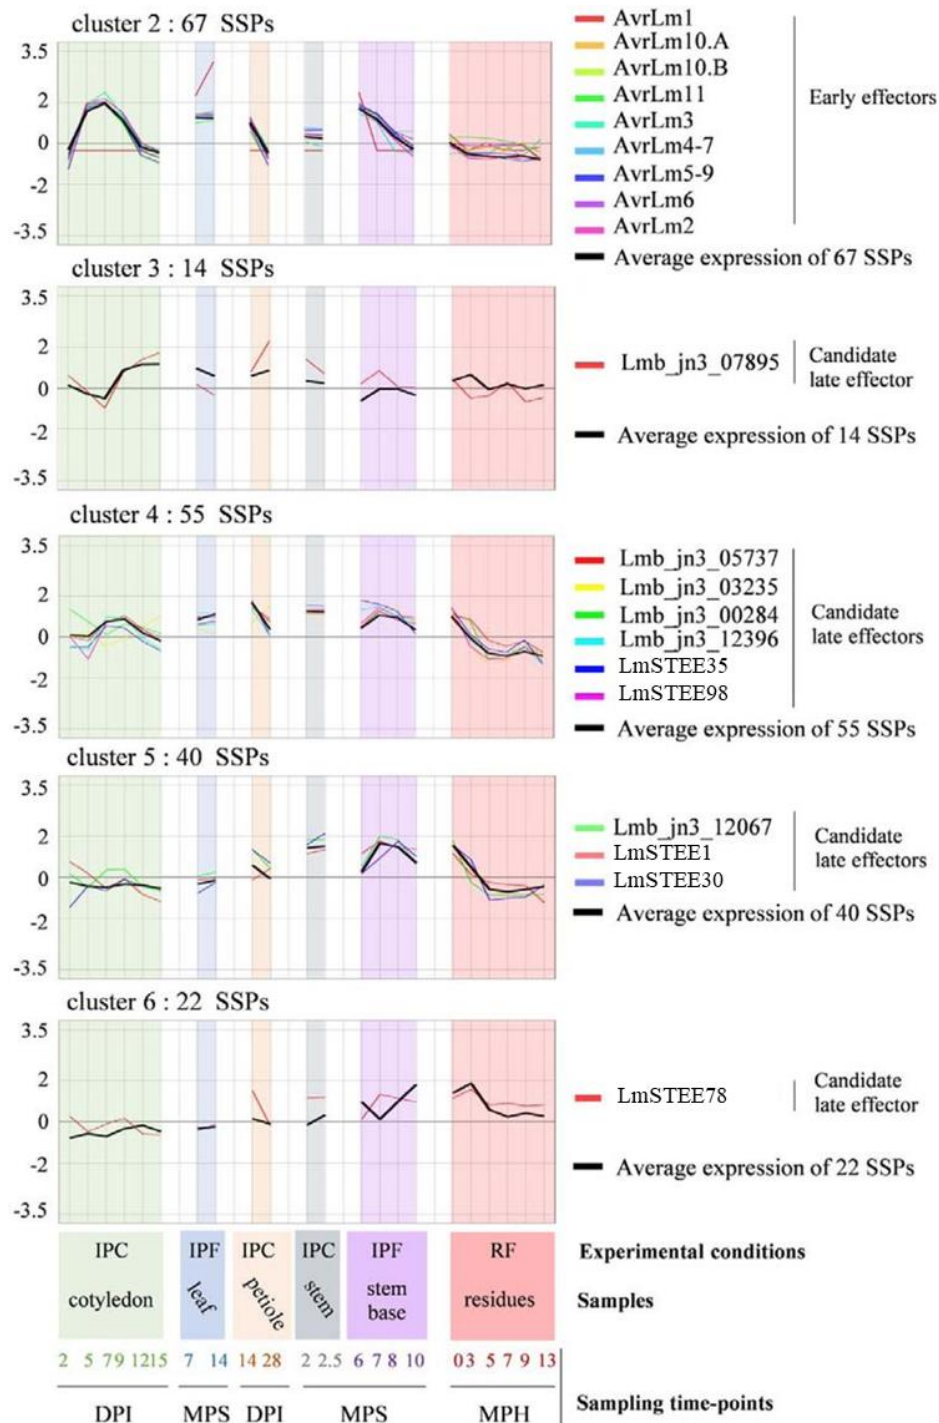 cluster 2 : 67 SSPs
3.5
2
0
-2
-3.5
AvrLm1
AvrLm10.A
AvrLm10.B
AvrLm11
AvrLm3
AvrLm4-7
AvrLm5-9
AvrLm6
AvrLm2
Early effectors
Average expression of 67 SSPs
cluster 3 : 14 SSPs
3.5
2
0
-2
-3.5
Lmb_jn3_07895
Candidate
late effector
Average expression of 14 SSPs
cluster 4 : 55 SSPs
3.5
2
0
-2
-3.5
Lmb_jn3_05737
Lmb_jn3_03235
Lmb_jn3_00284
Lmb_jn3_12396
LmSTEE35
LmSTEE98
Candidate
late effectors
Average expression of 55 SSPs
cluster 5 : 40 SSPs
3.5
2
0
-2
-3.5
Lmb_jn3_12067
LmSTEE1
LmSTEE30
Candidate
late effectors
Average expression of 40 SSPs
cluster 6 : 22 SSPs
3.5
2
0
-2
-3.5
LmSTEE78
Candidate
late effector
Average expression of 22 SSPs
IPC IPF IPC IPC IPF RF Experimental conditions
cotyledon leaf petiole stem stem base residues Samples
2 5 7 9 12 15 7 14 14 28 2 2.5 6 7 8 10 0 3 5 7 9 13
DPI MPS DPI MPS MPH Sampling time-points